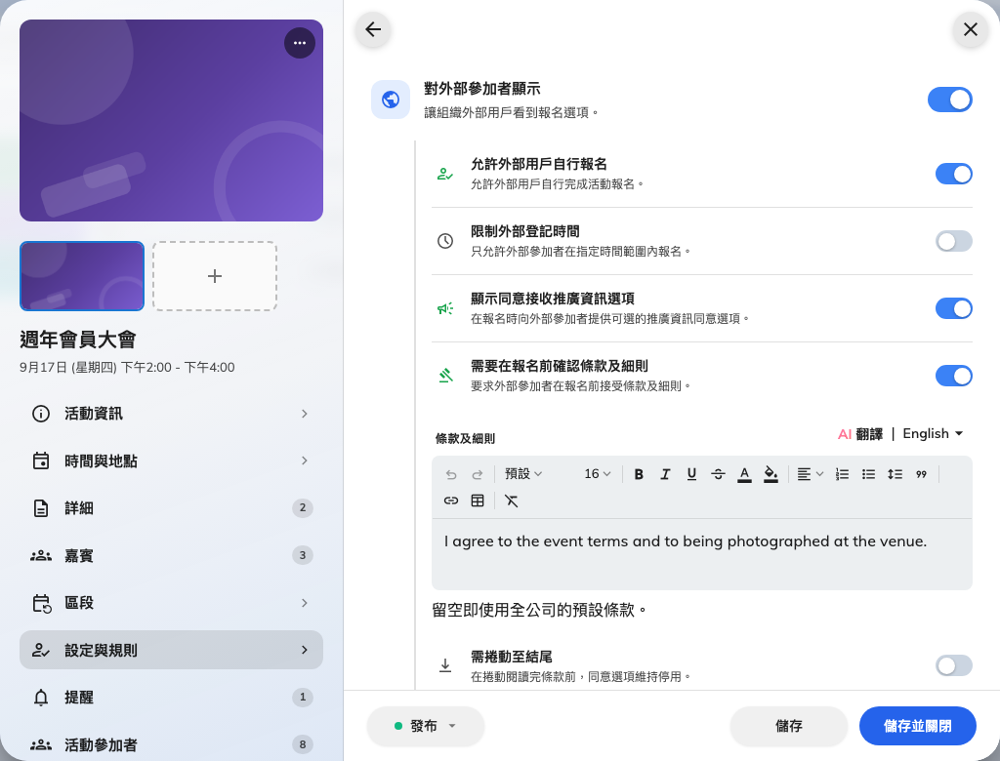 週年會員大會
9月17日 (星期四) 下午2:00 - 下午4:00
活動資訊
時間與地點
詳細 2
嘉賓 3
區段
設定與規則
提醒 1
活動參加者 8
對外部參加者顯示
讓組織外部用戶看到報名選項。
允許外部用戶自行報名
允許外部用戶自行完成活動報名。
限制外部登記時間
只允許外部參加者在指定時間範圍內報名。
顯示同意接收推廣資訊選項
在報名時向外部參加者提供可選的推廣資訊同意選項。
需要在報名前確認條款及細則
要求外部參加者在報名前接受條款及細則。
條款及細則 AI 翻譯 | English
預設 16 B I U S A
I agree to the event terms and to being photographed at the venue.
留空即使用全公司的預設條款。
需捲動至結尾
在捲動閱讀完條款前，同意選項維持停用。
發布 儲存 儲存並關閉